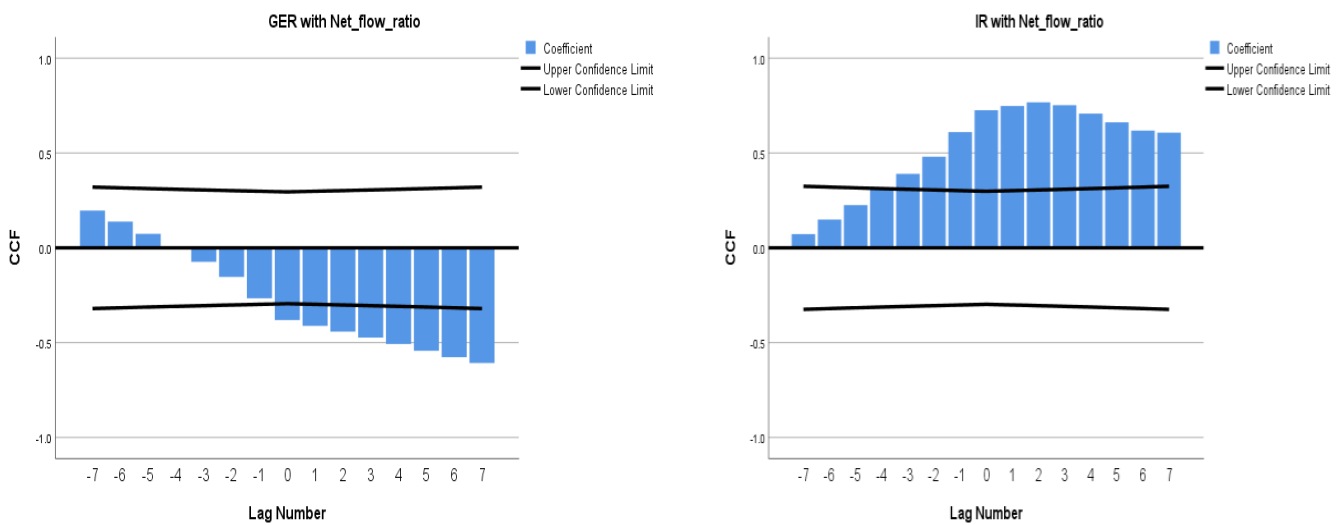 GER with Net_flow_ratio
Coefficient
Upper Confidence Limit
Lower Confidence Limit
1.0
0.5
0.0
-0.5
-1.0
CCF
-7 -6 -5 -4 -3 -2 -1 0 1 2 3 4 5 6 7
Lag Number
IR with Net_flow_ratio
Coefficient
Upper Confidence Limit
Lower Confidence Limit
1.0
0.5
0.0
-0.5
-1.0
CCF
-7 -6 -5 -4 -3 -2 -1 0 1 2 3 4 5 6 7
Lag Number